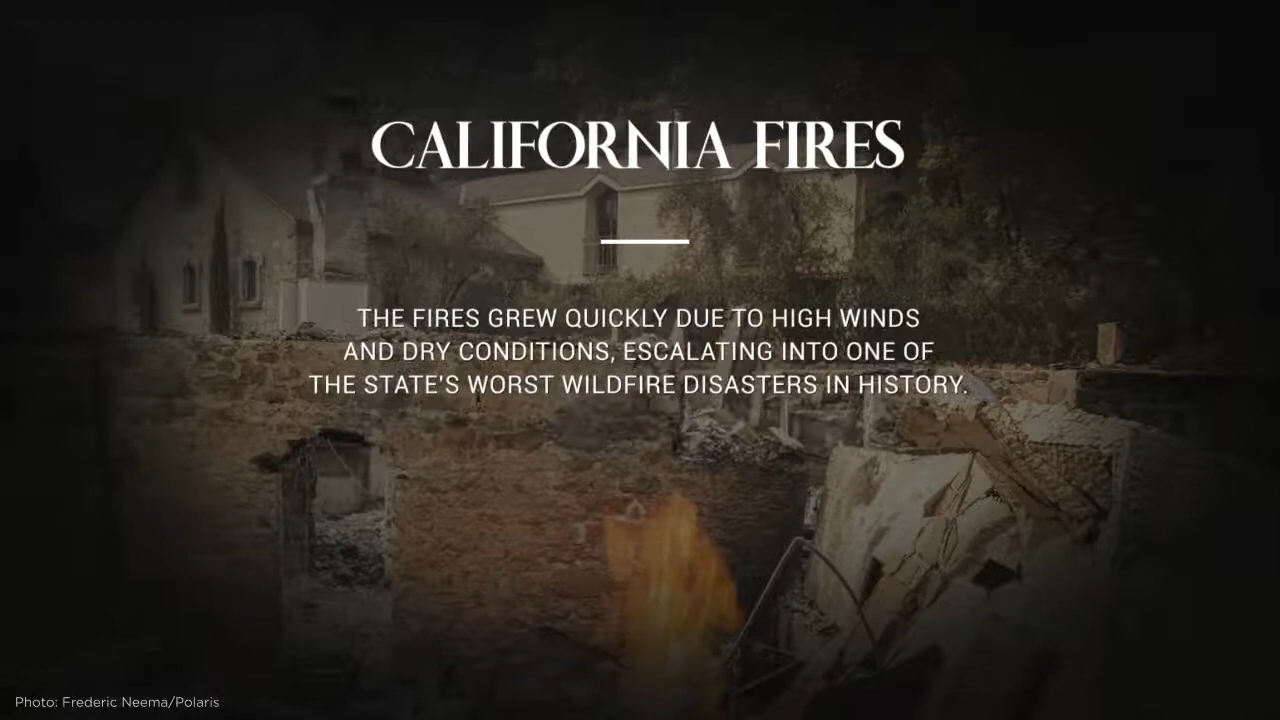 CALIFORNIA FIRES
THE FIRES GREW QUICKLY DUE TO HIGH WINDS
AND DRY CONDITIONS, ESCALATING INTO ONE OF
THE STATE'S WORST WILDFIRE DISASTERS IN HISTORY.
Photo: Frederic Neema/Polaris